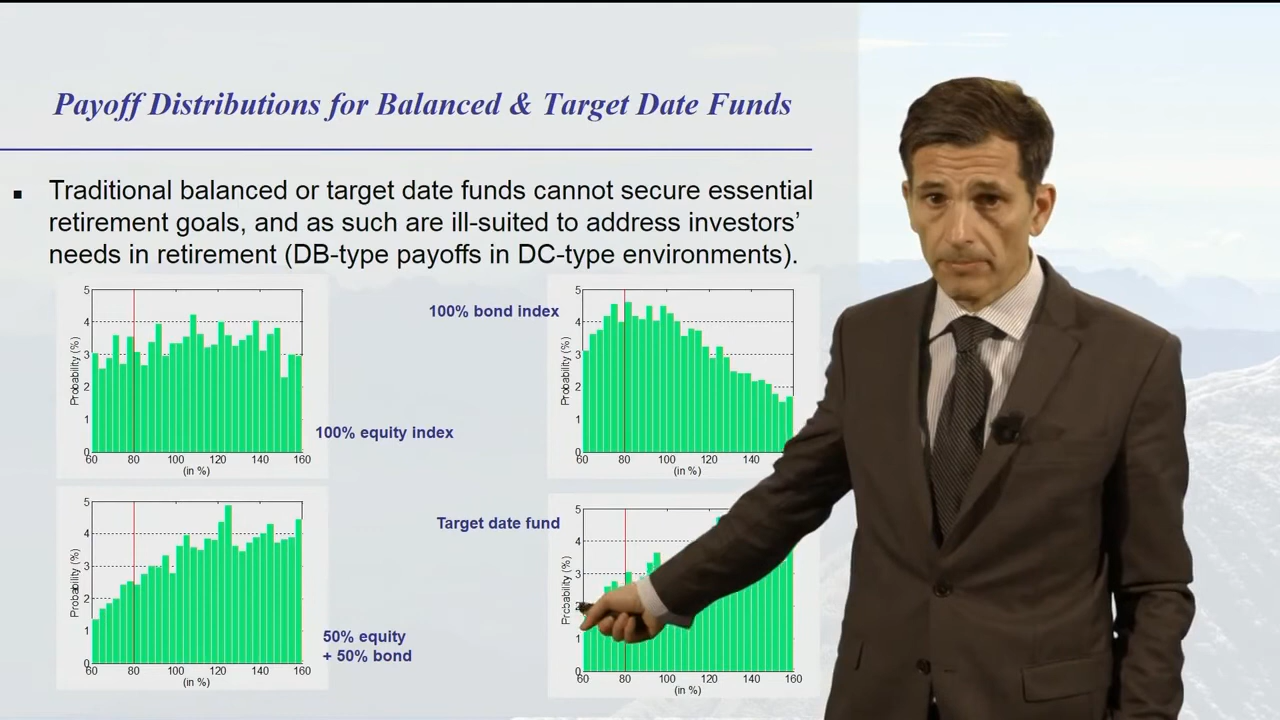 Payoff Distributions for Balanced & Target Date Funds
▪ Traditional balanced or target date funds cannot secure essential
retirement goals, and as such are ill-suited to address investors’
needs in retirement (DB-type payoffs in DC-type environments).
5
4
3
2
1
0
Probability (%)
60 80 100 120 140 160
(in %)
100% equity index
100% bond index
5
4
3
2
1
0
Probability (%)
60 80 100 120 140
(in %)
5
4
3
2
1
0
Probability (%)
60 80 100 120 140 160
(in %)
50% equity
+ 50% bond
Target date fund
5
4
3
2
1
0
Probability (%)
60 80 100 120 140 160
(in %)